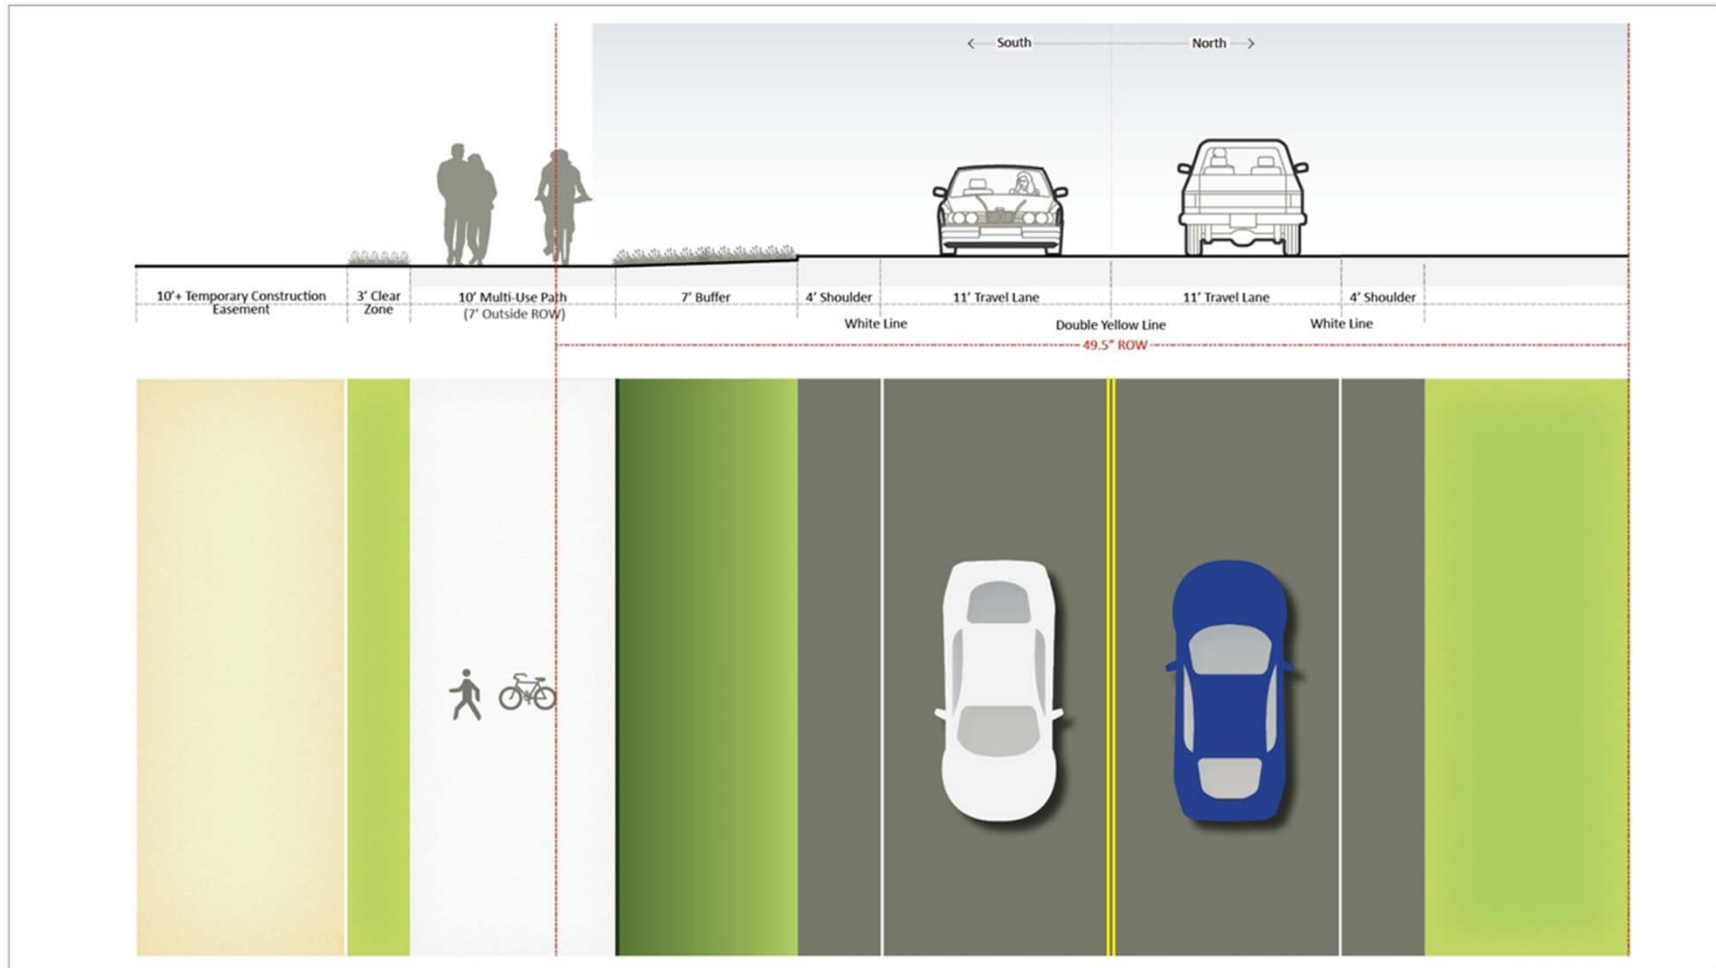 South
North
10'+ Temporary Construction
Easement
3' Clear
Zone
10' Multi-Use Path
(7' Outside ROW)
7' Buffer
4' Shoulder
11' Travel Lane
11' Travel Lane
4' Shoulder
White Line
Double Yellow Line
White Line
49.5" ROW